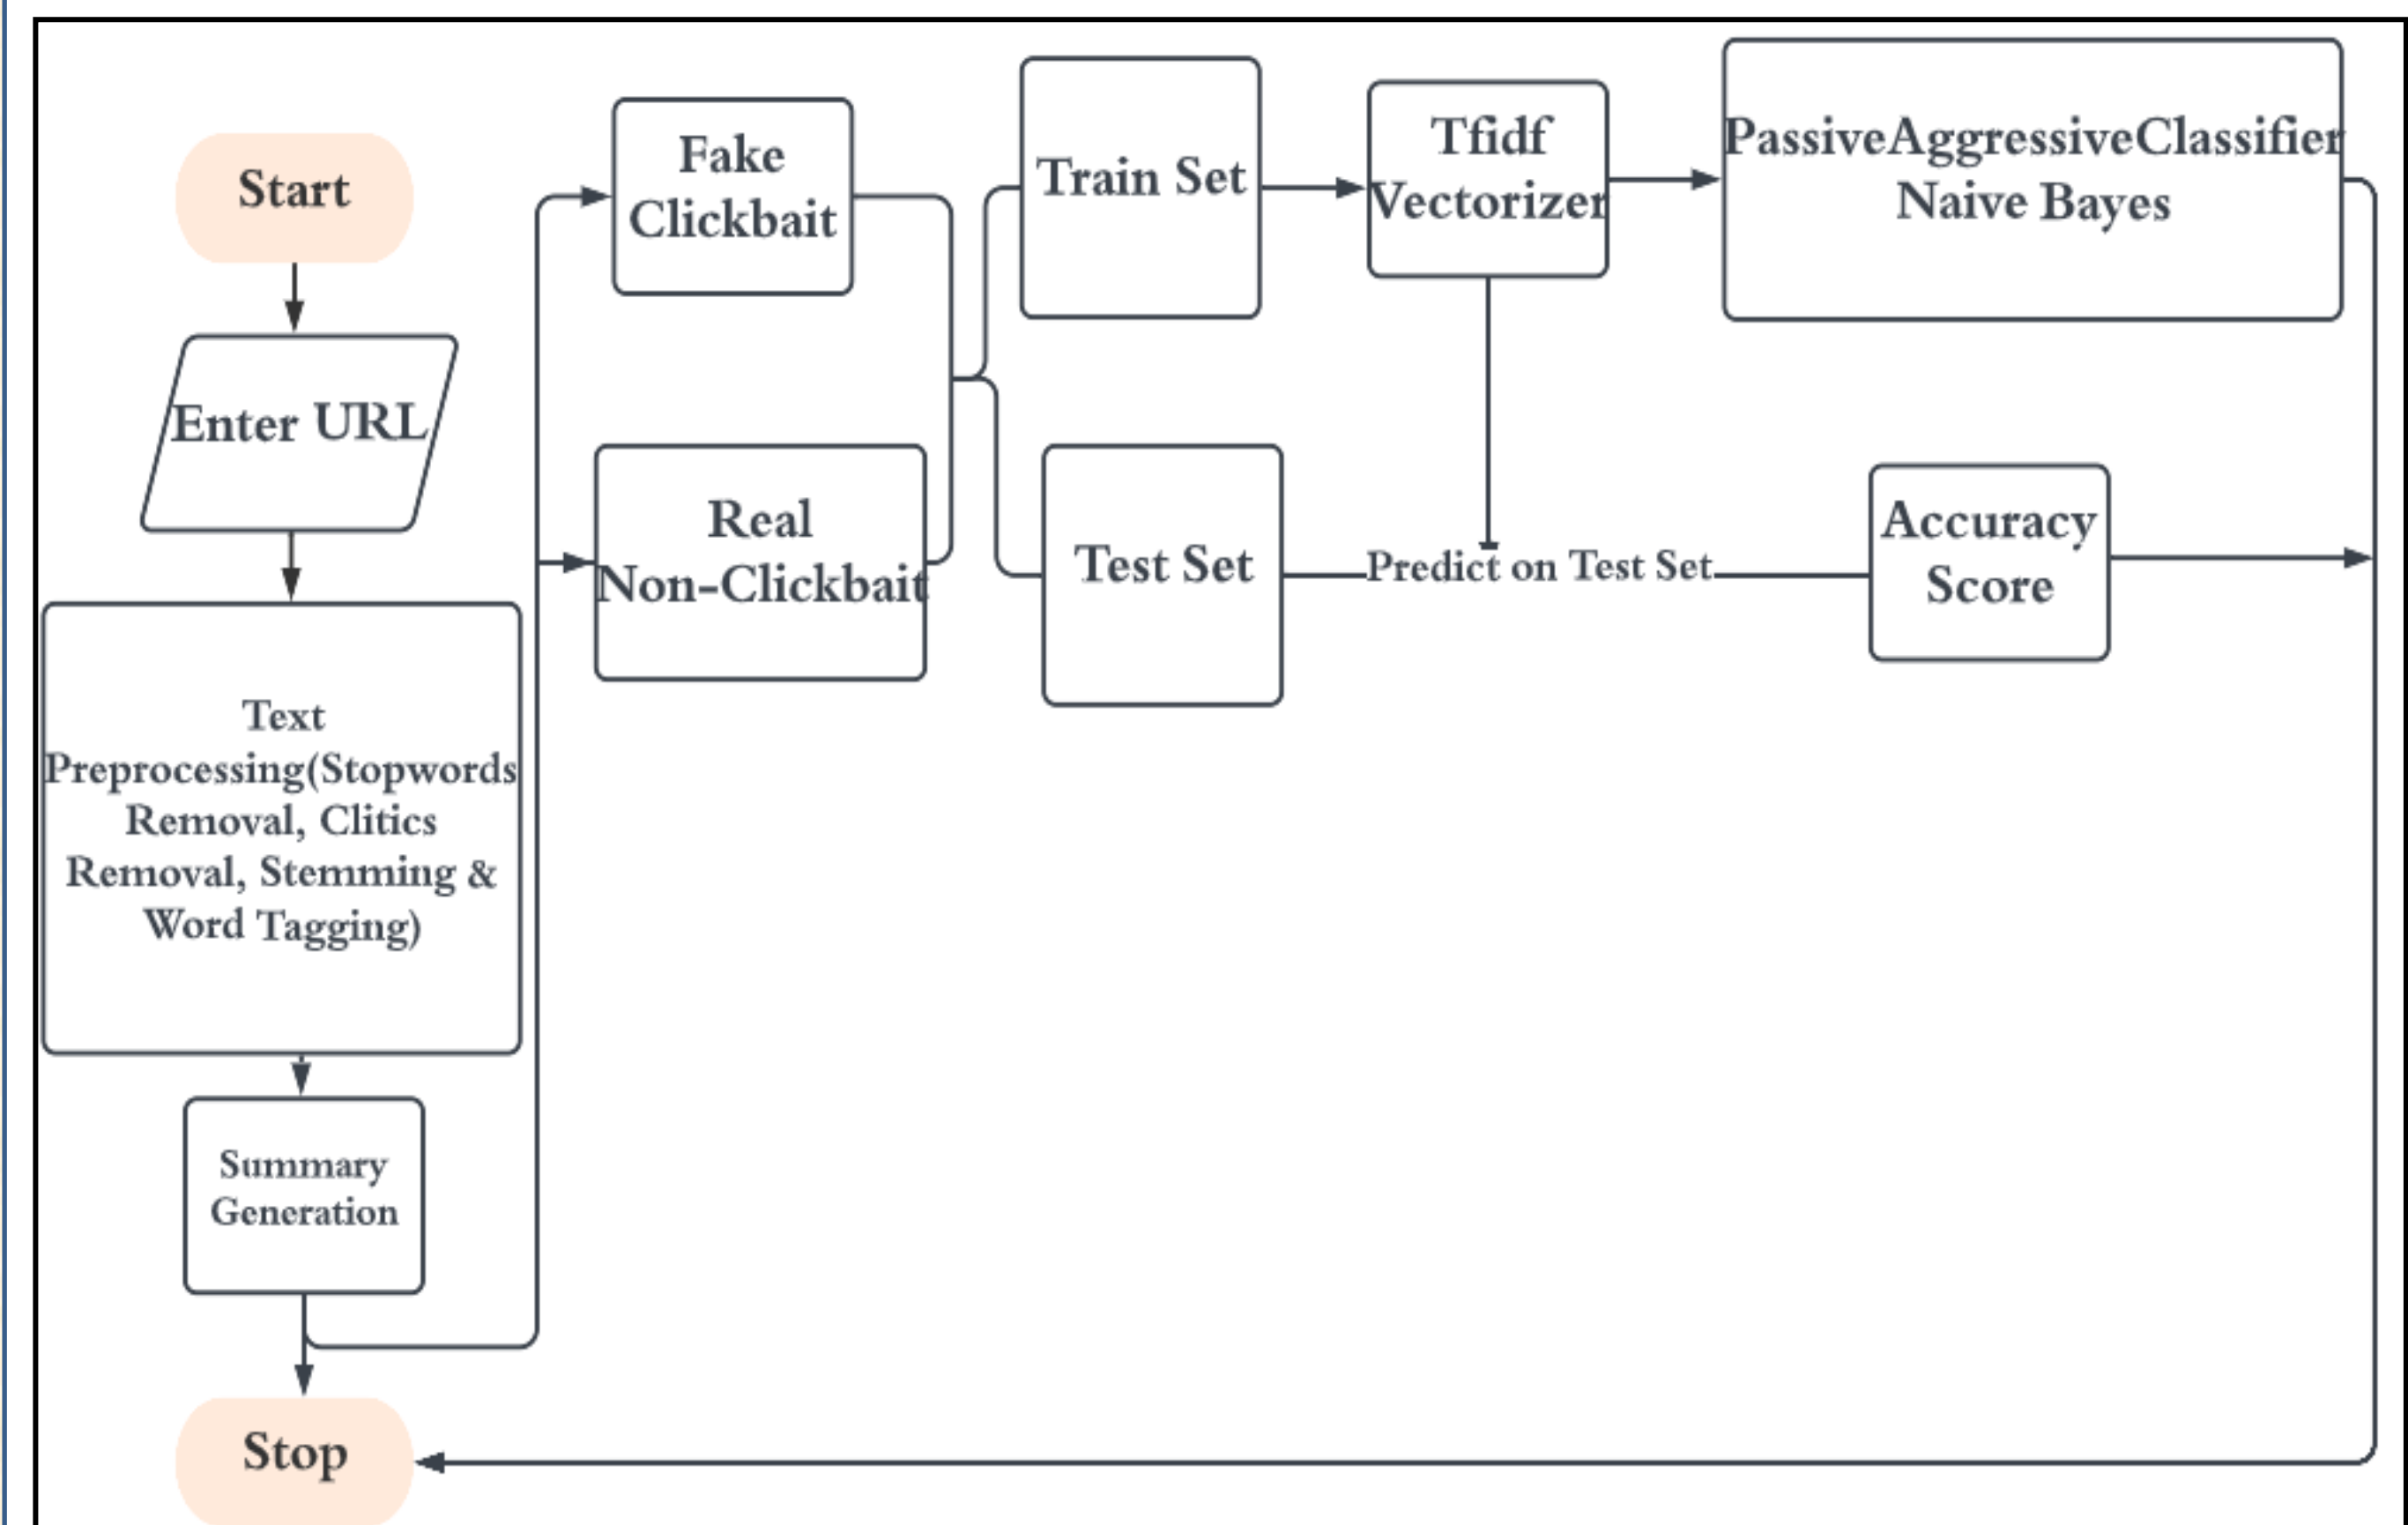 Start
Enter URL
Text
Preprocessing(Stopwords
Removal, Clitics
Removal, Stemming &
Word Tagging)
Summary
Generation
Stop
Fake
Clickbait
Real
Non-Clickbait
Train Set
Test Set
Tfidf
Vectorizer
Predict on Test Set
PassiveAggressiveClassifier
Naive Bayes
Accuracy
Score